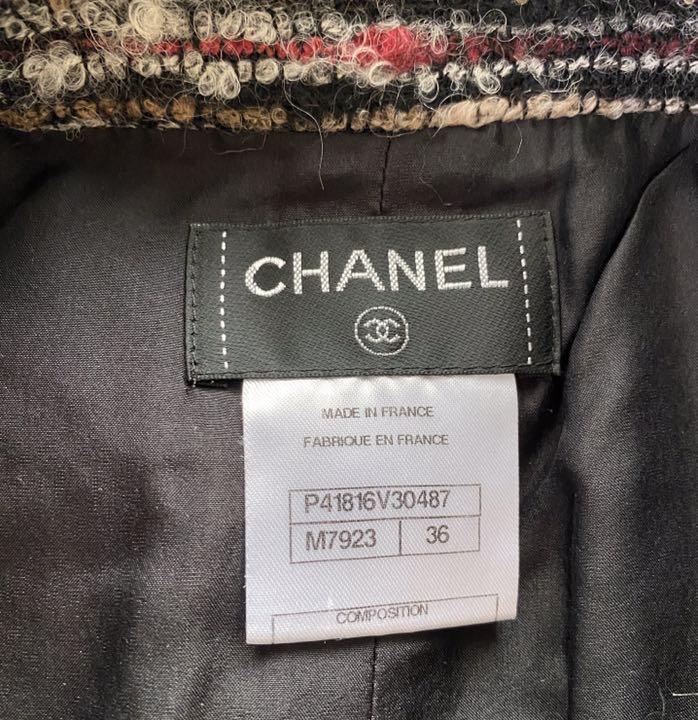 CHANEL
MADE IN FRANCE
FABRIQUE EN FRANCE
P41816V30487
M7923 36
COMPOSITION